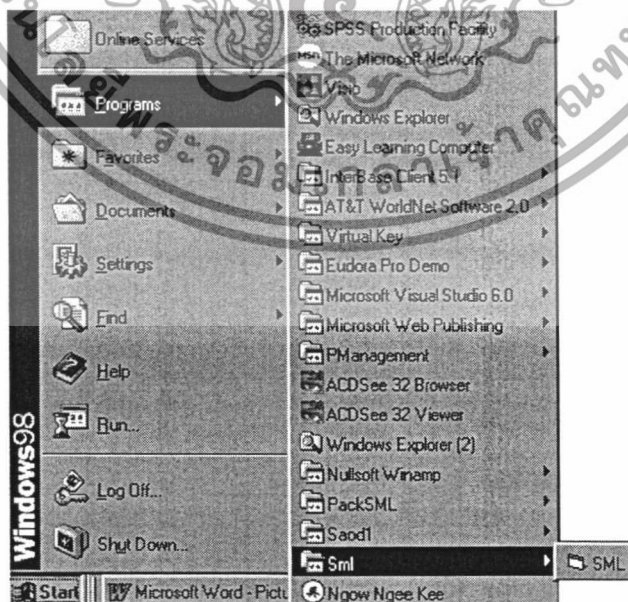 Online Services
Programs
Favorites
Documents
Settings
Find
Help
Run...
Log Off...
Shut Down...
Windows98
Start
Microsoft Word - Pictu
SPSS Production Facility
The Microsoft Network
Visio
Windows Explorer
Easy Learning Computer
InterBase Client 5.1
AT&T WorldNet Software 2.0
Virtual Key
Eudora Pro Demo
Microsoft Visual Studio 6.0
Microsoft Web Publishing
PManagement
ACDSee 32 Browser
ACDSee 32 Viewer
Windows Explorer (2)
Nullsoft Winamp
PackSML
Saod1
Sml
Ngow Ngee Kee
SML